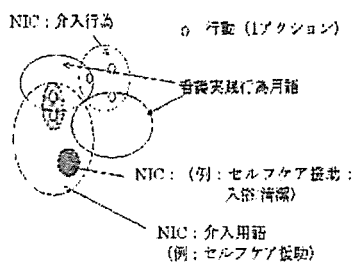 NIC：介入行為
○ 行動（1アクション）
看護実践行為用語
NIC：（例：セルフケア援助：
入浴/清潔）
NIC：介入用語
（例：セルフケア援助）